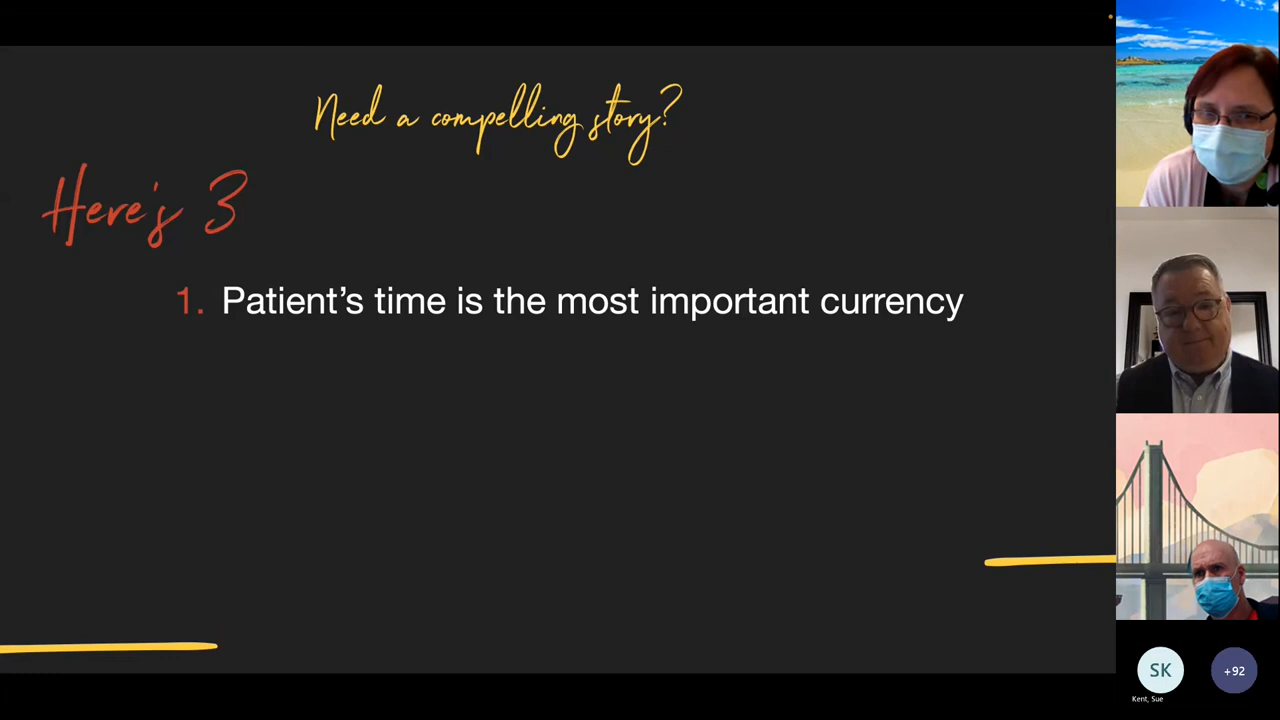 Need a compelling story?
Here's 3
1. Patient’s time is the most important currency
SK
+92
Kent, Sue